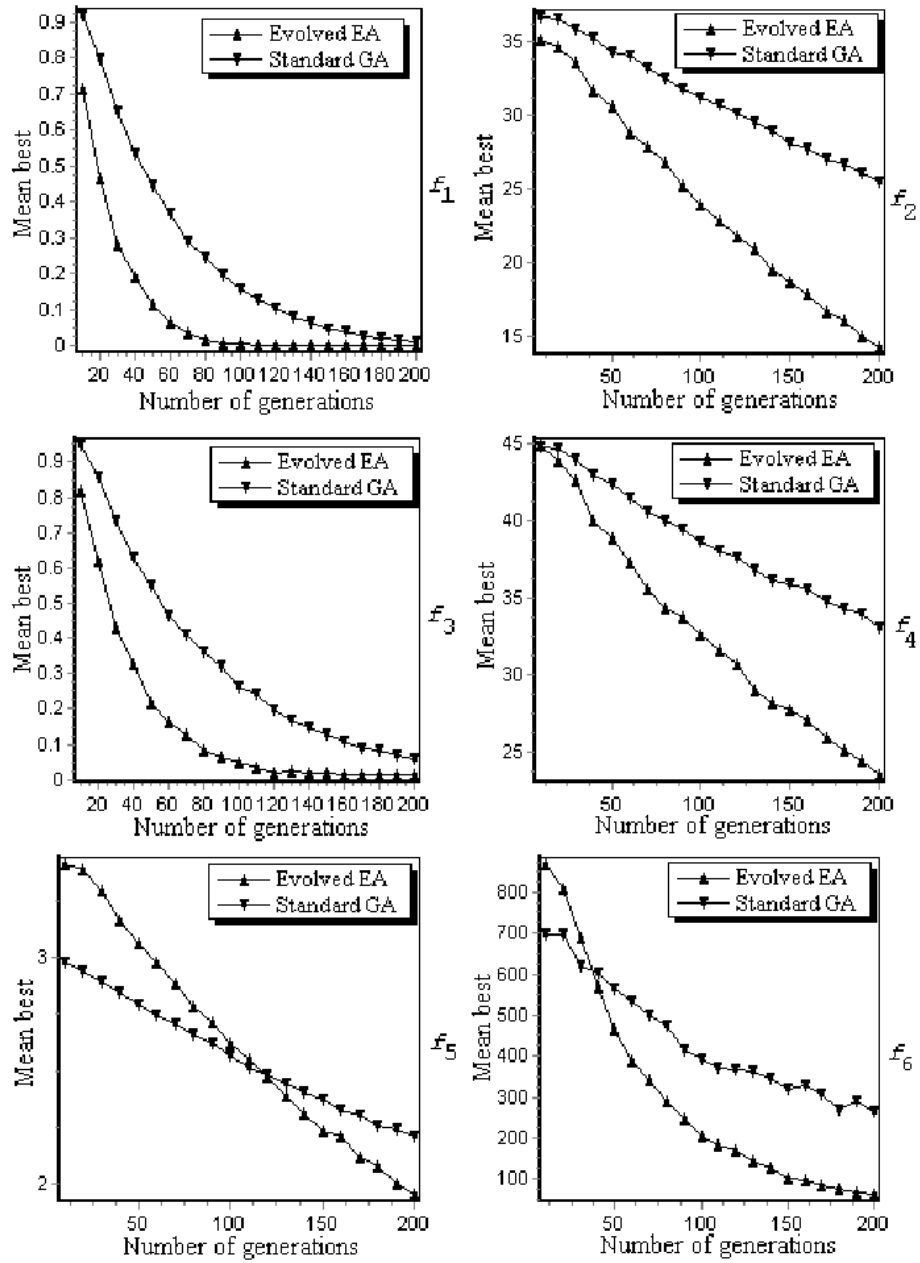 0.9
0.8
0.7
0.6
0.5
0.4
0.3
0.2
0.1
0
Mean best
Evolved EA
Standard GA
20 40 60 80 100 120 140 160 180 200
Number of generations
f1
35
30
25
20
15
Mean best
Evolved EA
Standard GA
50 100 150 200
Number of generations
f2
0.9
0.8
0.7
0.6
0.5
0.4
0.3
0.2
0.1
0
Mean best
Evolved EA
Standard GA
20 40 60 80 100 120 140 160 180 200
Number of generations
f3
45
40
35
30
25
Mean best
Evolved EA
Standard GA
50 100 150 200
Number of generations
f4
3
2
Mean best
Evolved EA
Standard GA
50 100 150 200
Number of generations
f5
800
700
600
500
400
300
200
100
Mean best
Evolved EA
Standard GA
50 100 150 200
Number of generations
f6